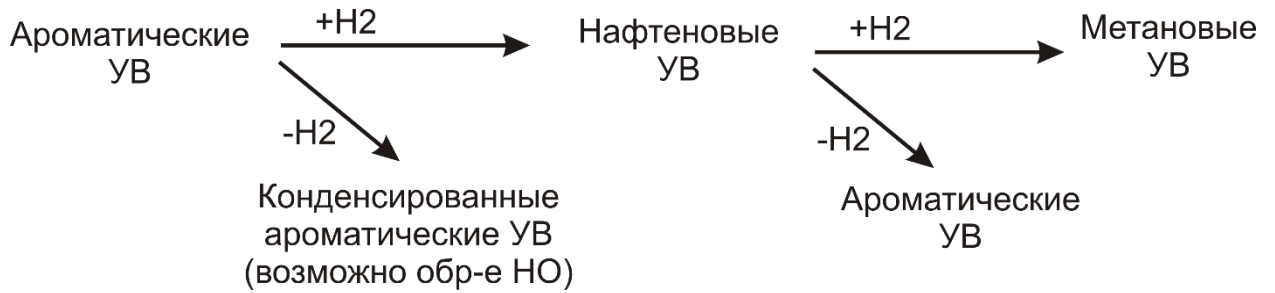 Ароматические
УВ
+H2
Нафтеновые
УВ
+H2
Метановые
УВ
-H2
-H2
Конденсированные
ароматические УВ
(возможно обр-е НО)
Ароматические
УВ